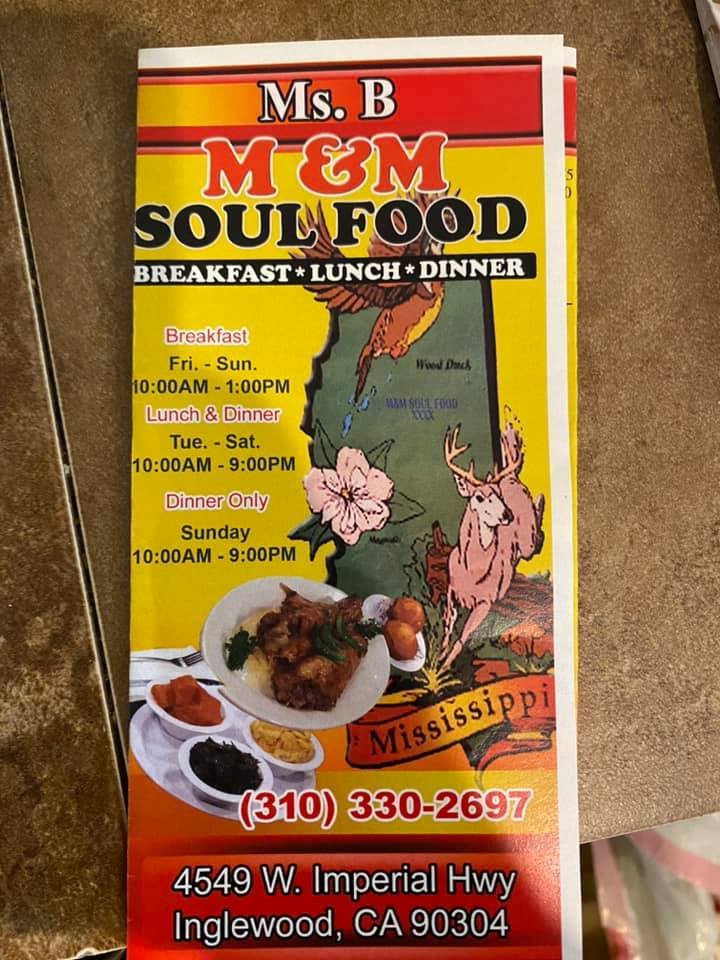 Ms. B
M & M
SOUL FOOD
BREAKFAST * LUNCH * DINNER
Breakfast
Fri. - Sun.
10:00AM - 1:00PM
Lunch & Dinner
Tue. - Sat.
10:00AM - 9:00PM
Dinner Only
Sunday
10:00AM - 9:00PM
Wood Duck
M&M SOUL FOOD
Magnolia
Mississippi
(310) 330-2697
4549 W. Imperial Hwy
Inglewood, CA 90304